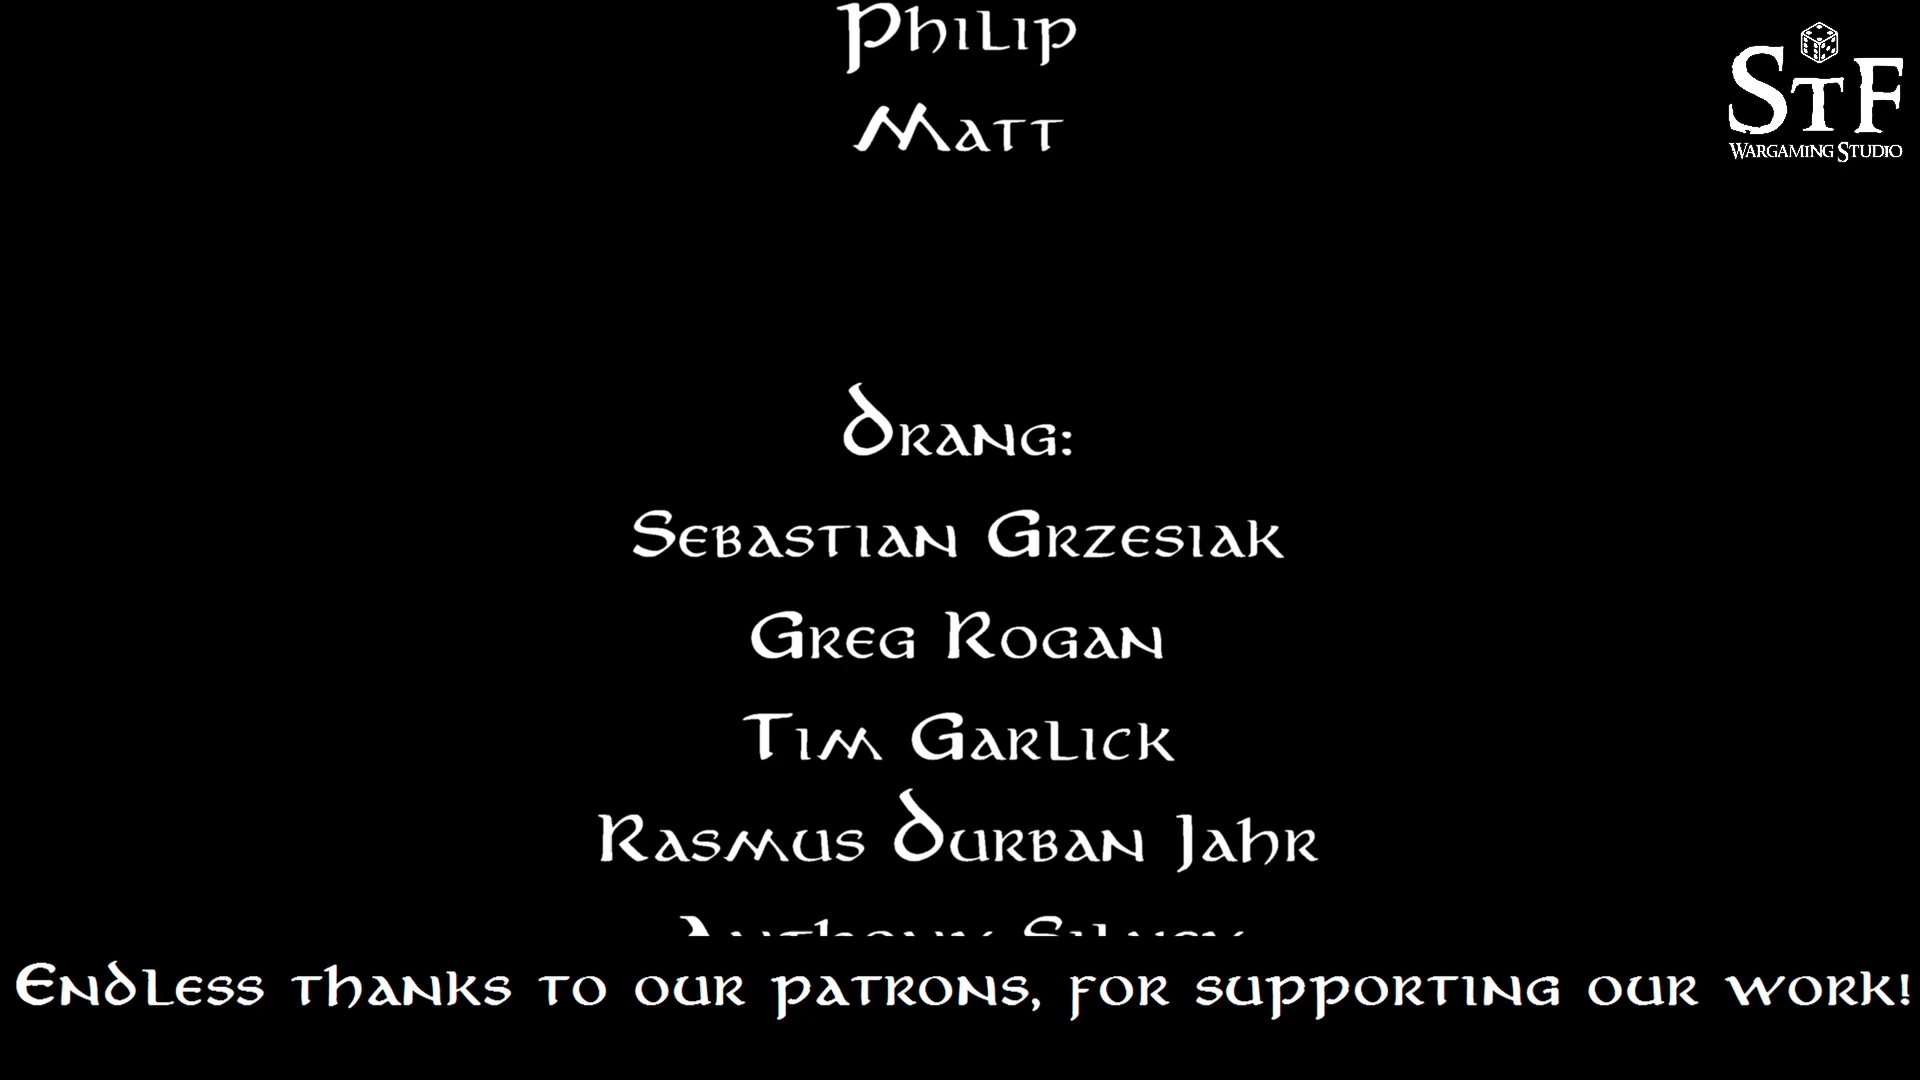 Philip
Matt
StF
Wargaming Studio
Drang:
Sebastian Grzesiak
Greg Rogan
Tim Garlick
Rasmus Durban Jahr
Anthony
Endless thanks to our patrons, for supporting our work!